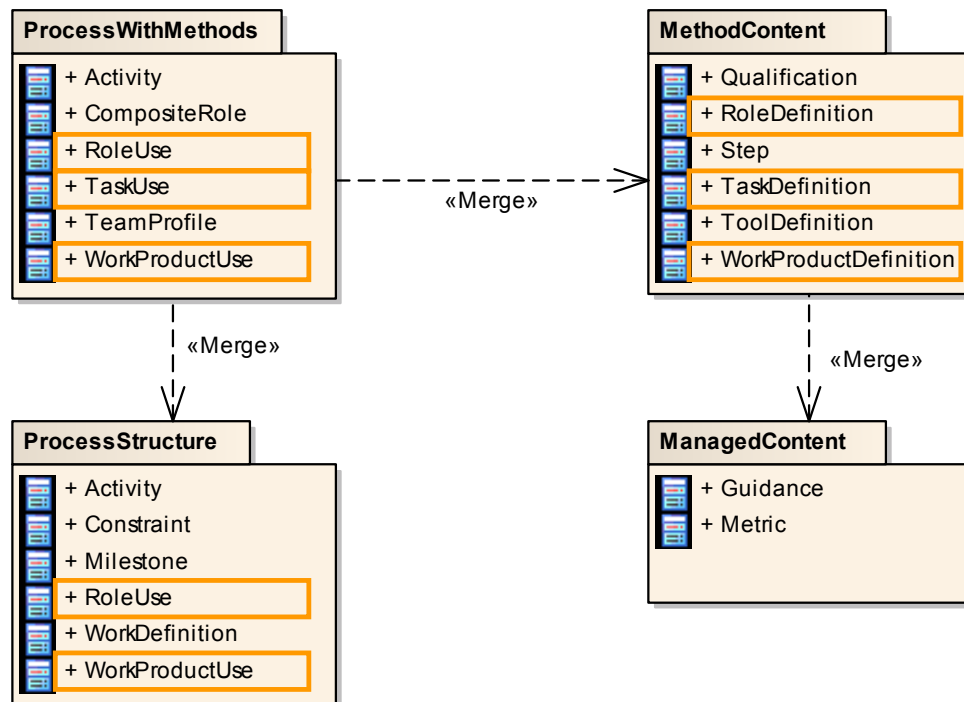 ProcessWithMethods
+ Activity
+ CompositeRole
+ RoleUse
+ TaskUse
+ TeamProfile
+ WorkProductUse
«Merge»
MethodContent
+ Qualification
+ RoleDefinition
+ Step
+ TaskDefinition
+ ToolDefinition
+ WorkProductDefinition
«Merge»
«Merge»
ProcessStructure
+ Activity
+ Constraint
+ Milestone
+ RoleUse
+ WorkDefinition
+ WorkProductUse
ManagedContent
+ Guidance
+ Metric